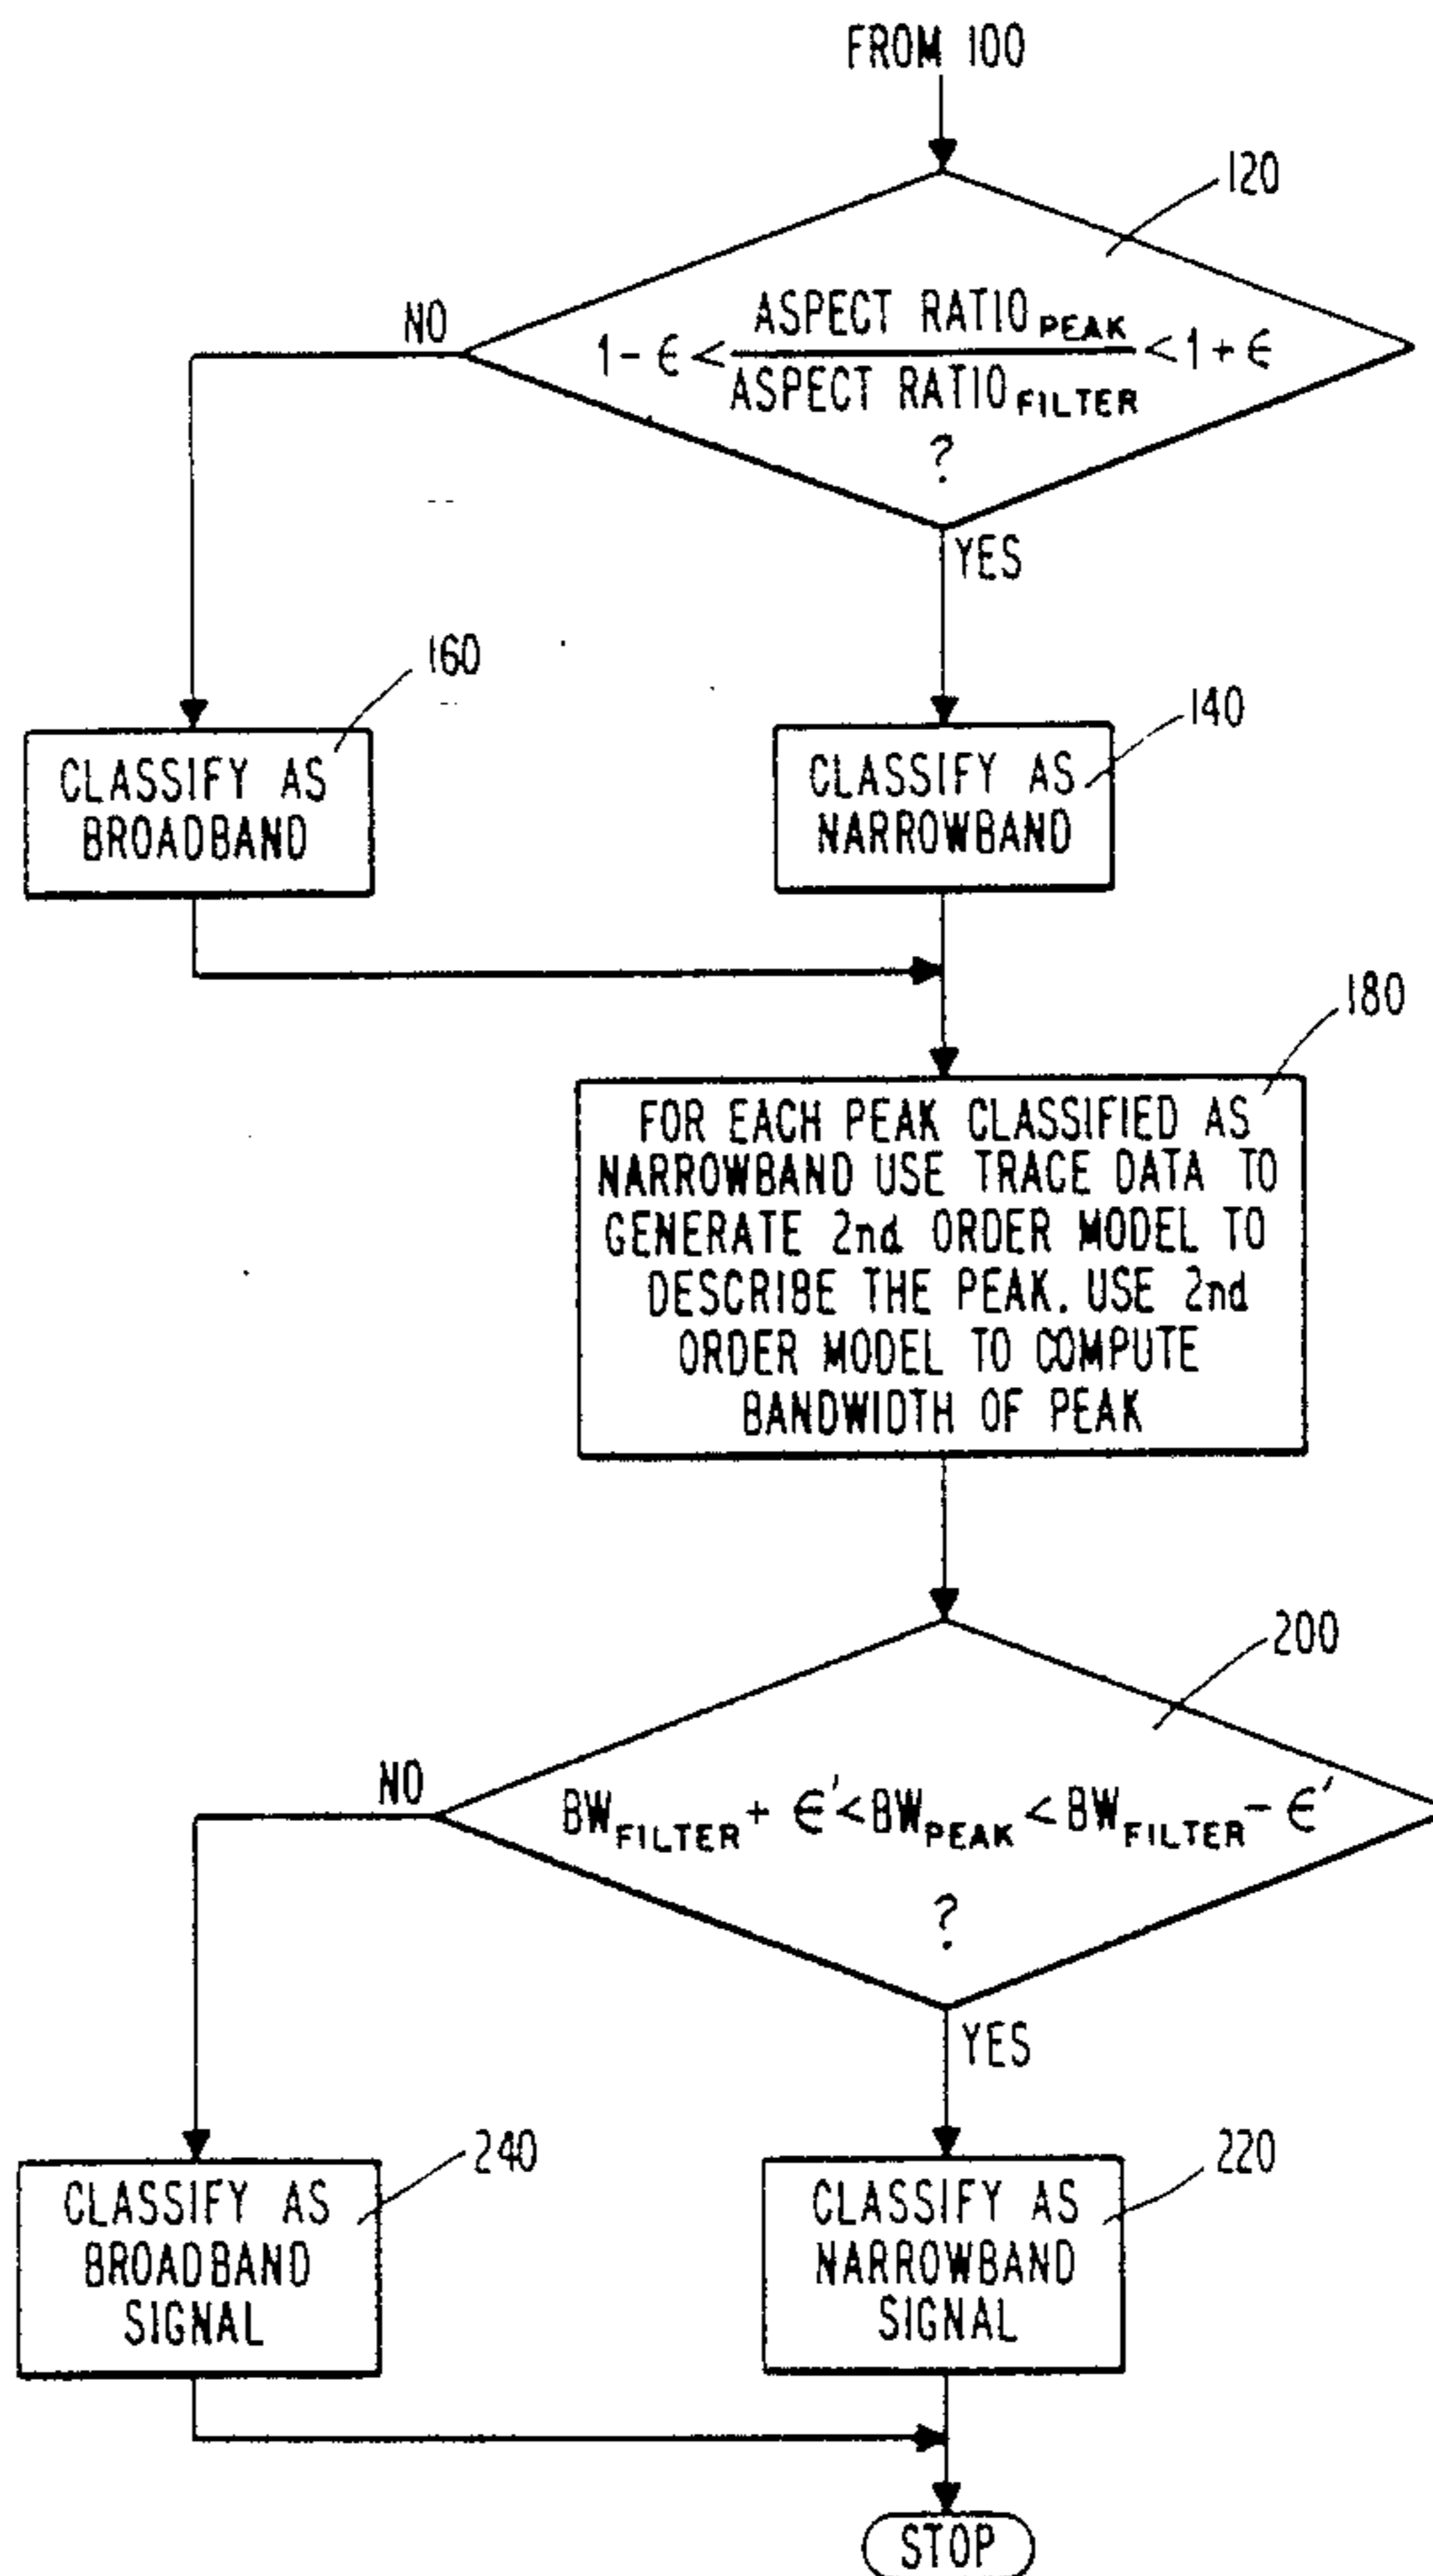 FROM 100
120
NO
1 - ϵ < ASPECT RATIO PEAK / ASPECT RATIO FILTER < 1 + ϵ
?
YES
160
140
CLASSIFY AS
BROADBAND
CLASSIFY AS
NARROWBAND
180
FOR EACH PEAK CLASSIFIED AS
NARROWBAND USE TRACE DATA TO
GENERATE 2nd ORDER MODEL TO
DESCRIBE THE PEAK. USE 2nd
ORDER MODEL TO COMPUTE
BANDWIDTH OF PEAK
200
NO
BW FILTER + ϵ' < BW PEAK < BW FILTER - ϵ'
?
YES
240
220
CLASSIFY AS
BROADBAND
SIGNAL
CLASSIFY AS
NARROWBAND
SIGNAL
STOP